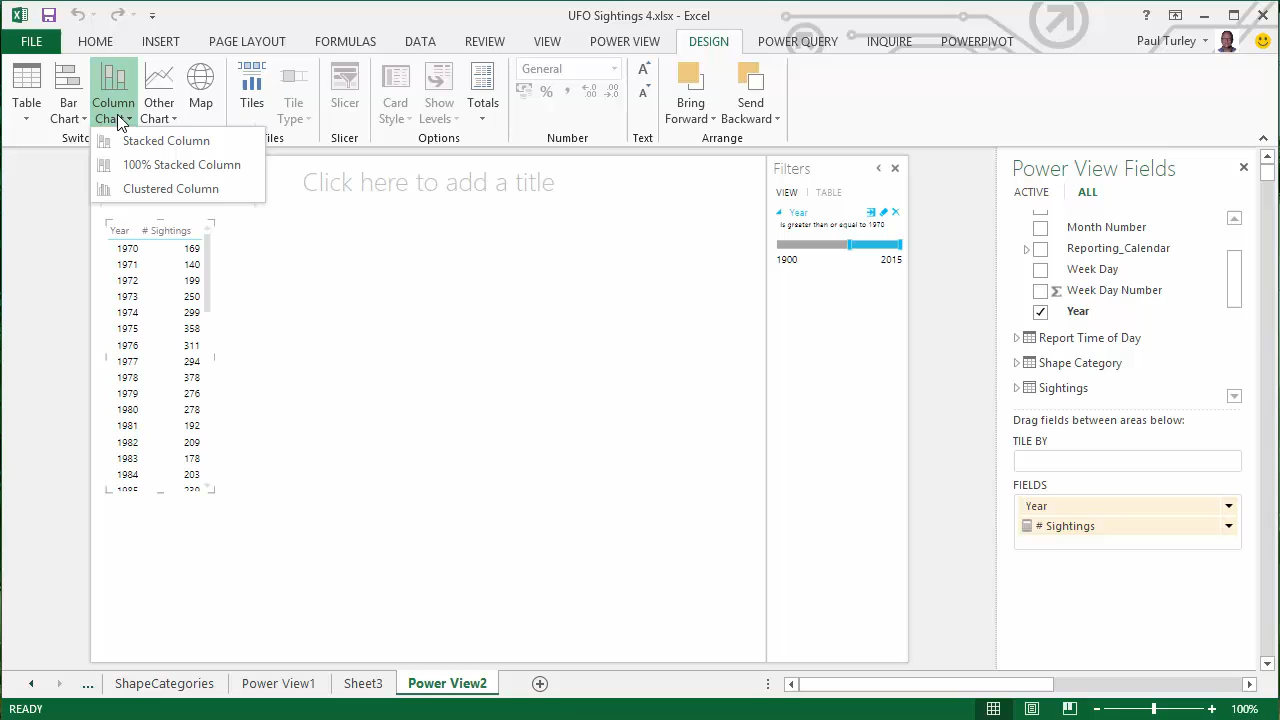 UFO Sightings 4.xlsx - Excel
FILE HOME INSERT PAGE LAYOUT FORMULAS DATA REVIEW VIEW POWER VIEW DESIGN POWER QUERY INQUIRE POWERPIVOT Paul Turley
Table Bar Chart Column Chart Other Chart Map Tiles Tile Type Slicer Card Style Show Levels Totals General Bring Forward Send Backward
Slicer Options Number Text Arrange
Stacked Column
100% Stacked Column
Clustered Column
Click here to add a title
Year # Sightings
1970 169
1971 140
1972 199
1973 250
1974 299
1975 358
1976 311
1977 294
1978 378
1979 276
1980 278
1981 192
1982 209
1983 178
1984 203
1985 230
Filters
VIEW TABLE
Year
is greater than or equal to 1970
1900 2015
Power View Fields
ACTIVE ALL
Month Number
Reporting_Calendar
Week Day
Week Day Number
Year
Report Time of Day
Shape Category
Sightings
Drag fields between areas below:
TILE BY
FIELDS
Year
# Sightings
... ShapeCategories Power View1 Sheet3 Power View2
READY 100%